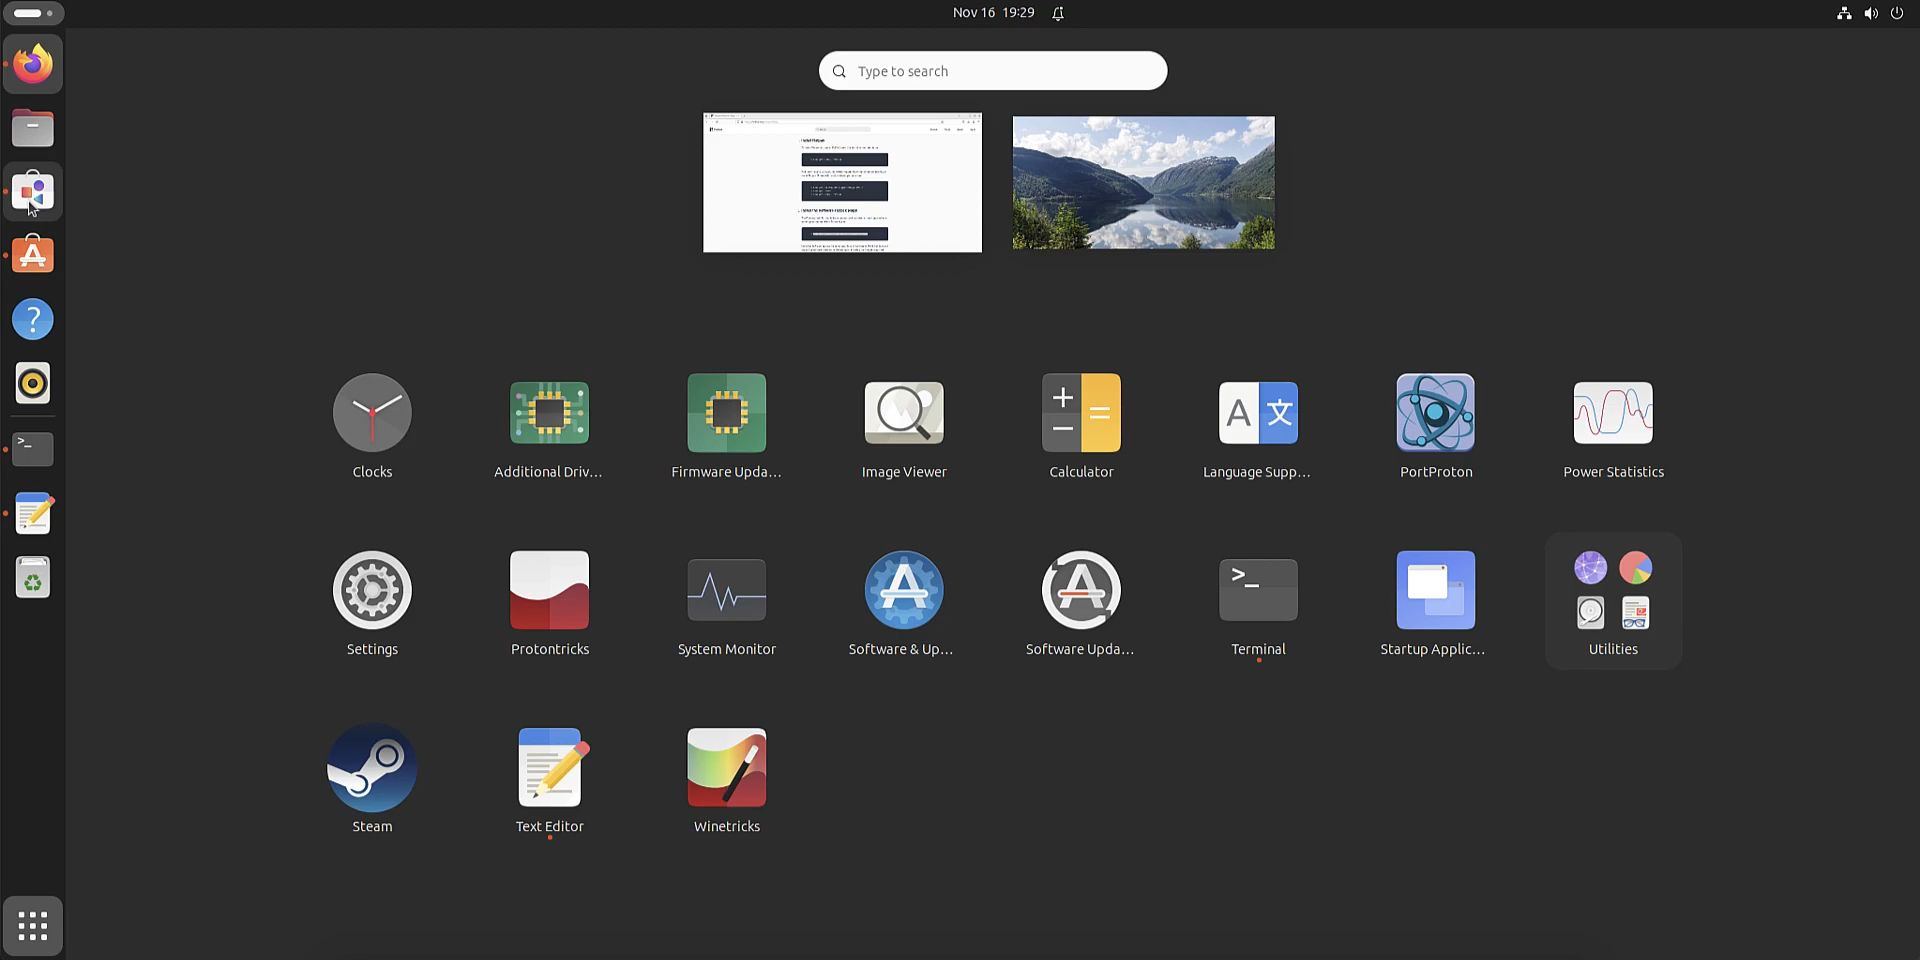 Nov 16 19:29
Type to search
Clocks
Additional Driv...
Firmware Upda...
Image Viewer
Calculator
Language Supp...
PortProton
Power Statistics
Settings
Protontricks
System Monitor
Software & Up...
Software Upda...
Terminal
Startup Applic...
Utilities
Steam
Text Editor
Winetricks